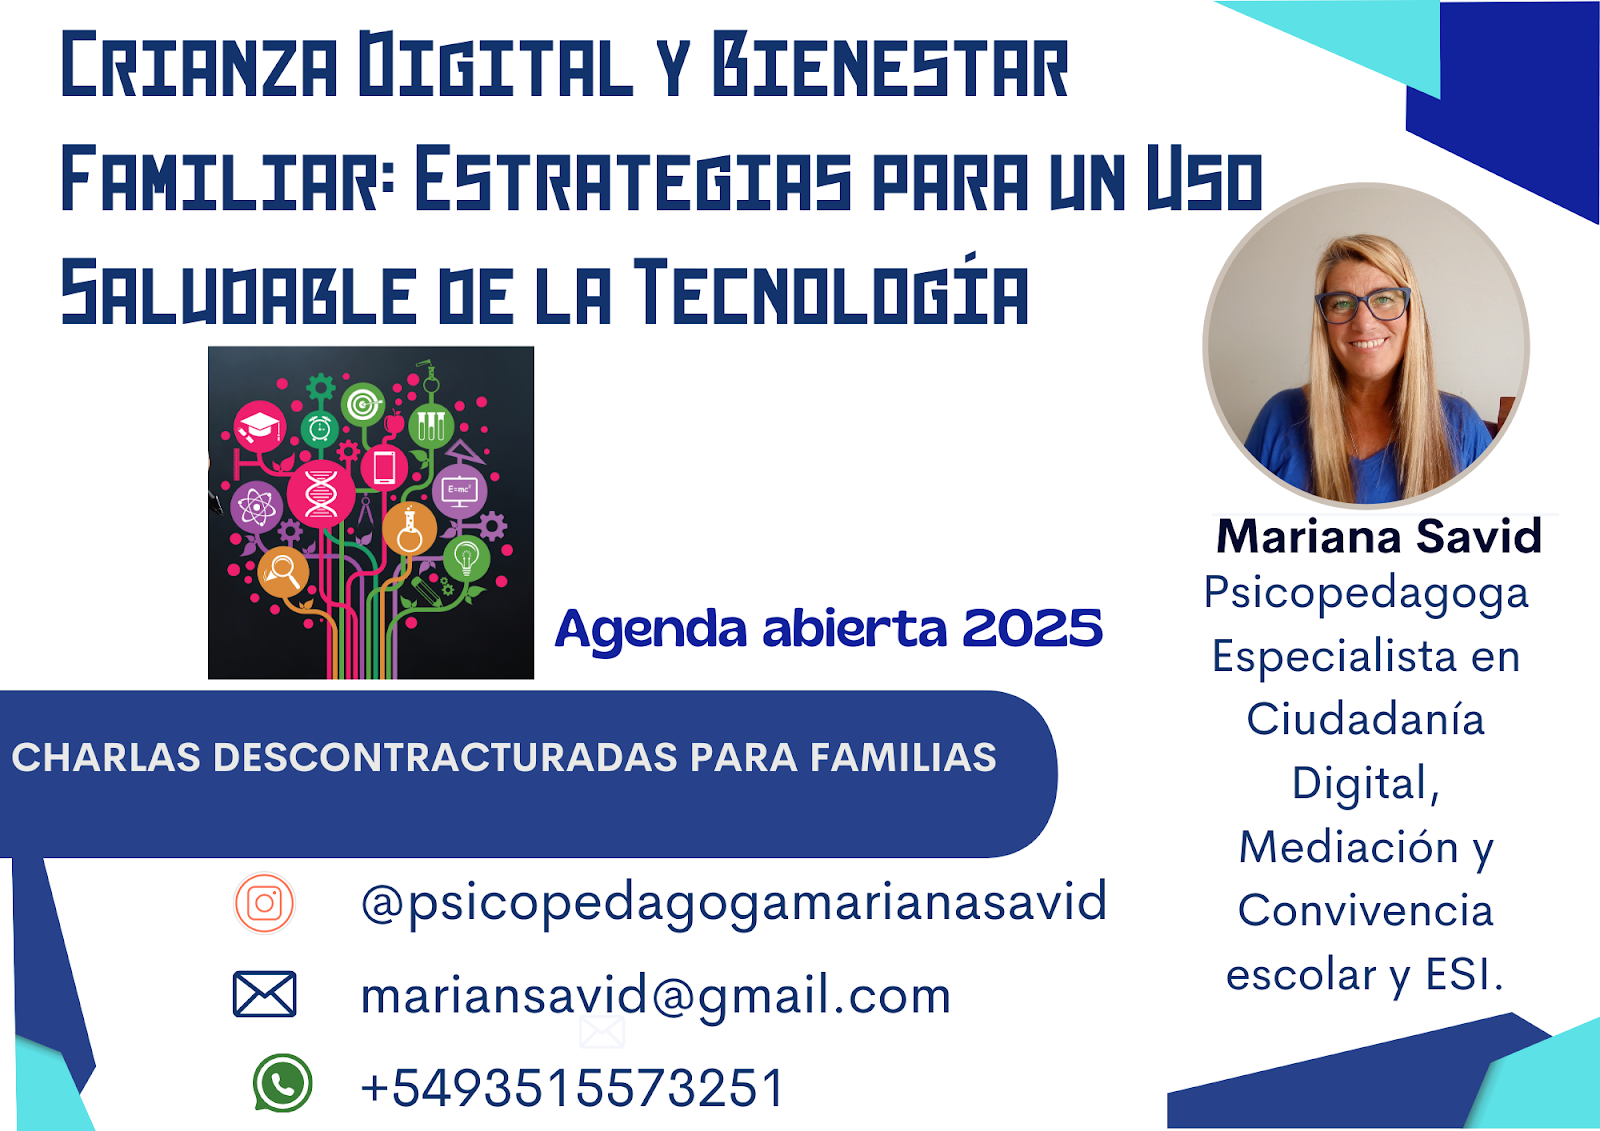 Crianza Digital y Bienestar
Familiar: Estrategias para un Uso
Saludable de la Tecnología
E=mc²
Agenda abierta 2025
CHARLAS DESCONTRACTURADAS PARA FAMILIAS
@psicopedagogamarianasavid
mariansavid@gmail.com
+5493515573251
Mariana Savid
Psicopedagoga
Especialista en
Ciudadanía
Digital,
Mediación y
Convivencia
escolar y ESI.